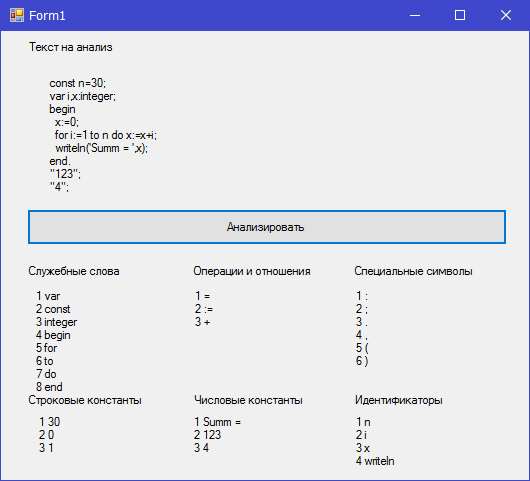 Form1
Текст на анализ
const n=30;
var i,x:integer;
begin
x:=0;
for i:=1 to n do x:=x+i;
writeln('Summ = ',x);
end.
"123";
"4";
Анализировать
Служебные слова
1 var
2 const
3 integer
4 begin
5 for
6 to
7 do
8 end
Операции и отношения
1 =
2 :=
3 +
Специальные символы
1 :
2 ;
3 .
4 ,
5 (
6 )
Строковые константы
1 30
2 0
3 1
Числовые константы
1 Summ =
2 123
3 4
Идентификаторы
1 n
2 i
3 x
4 writeln